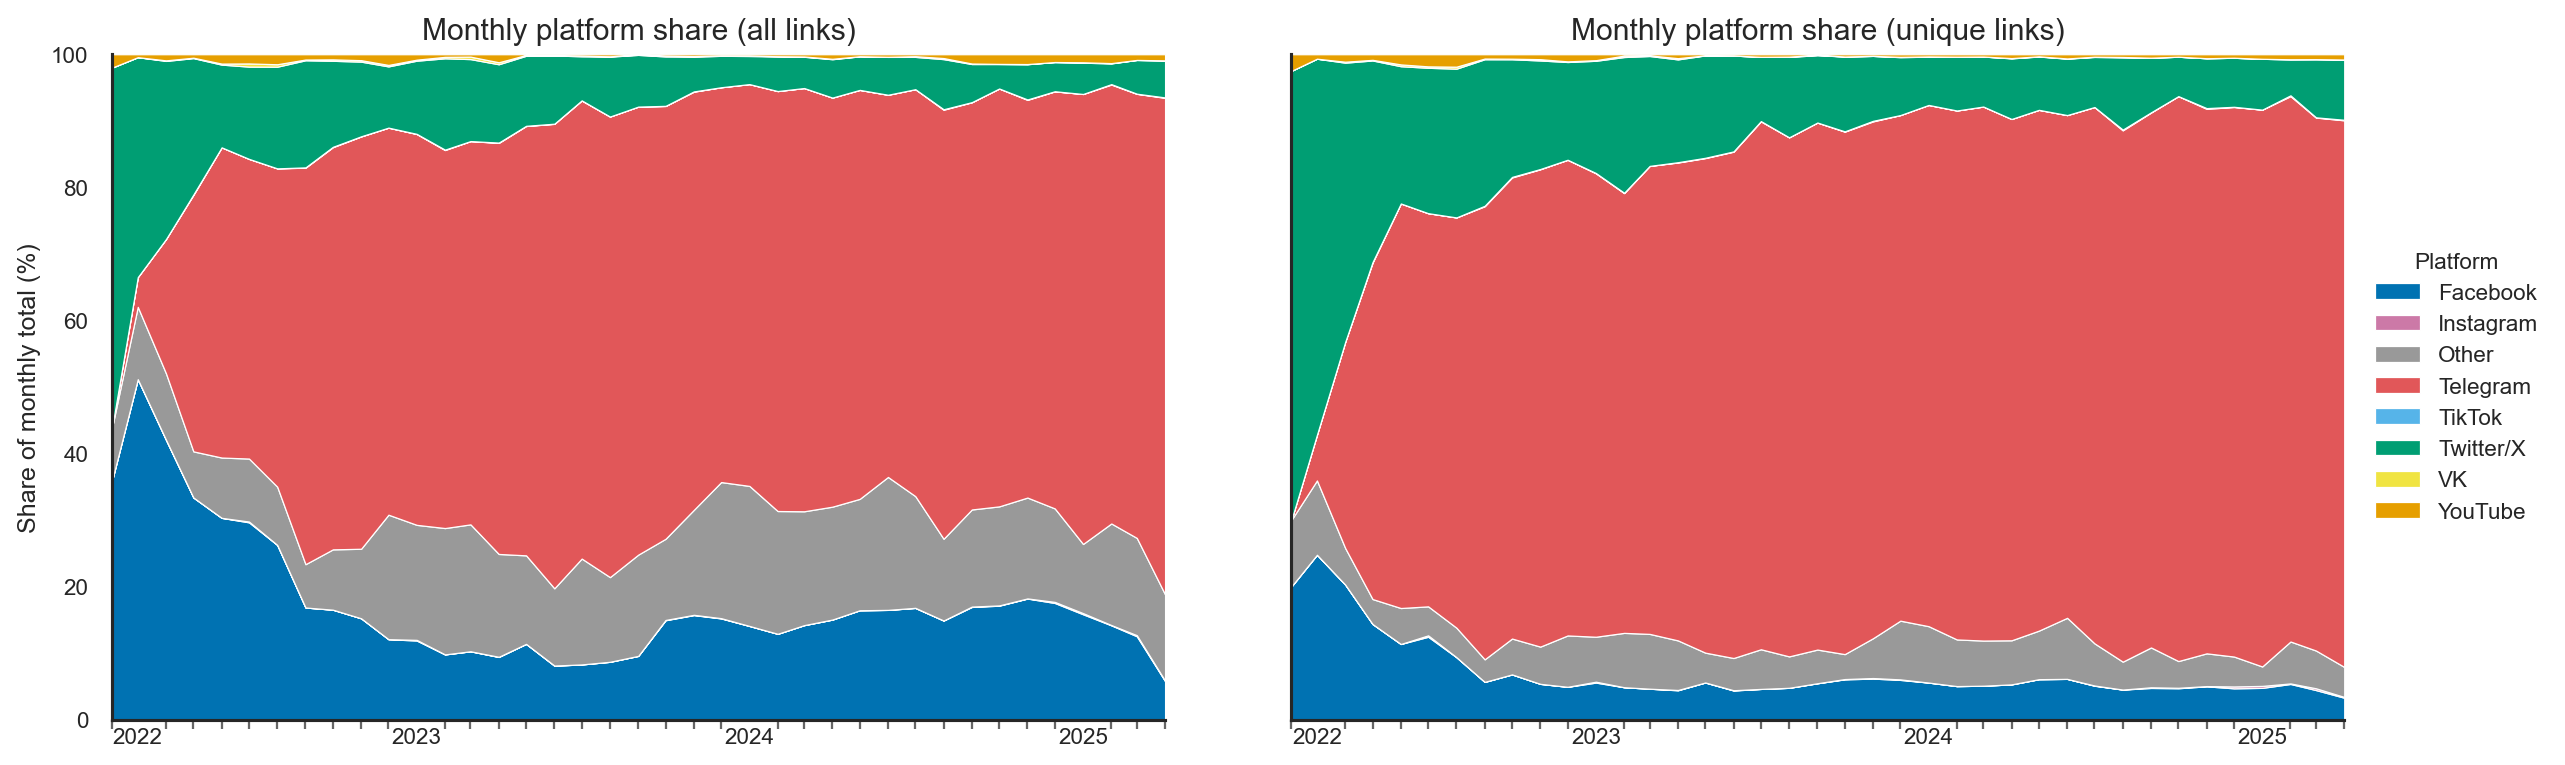 Monthly platform share (all links)
Monthly platform share (unique links)
Share of monthly total (%)
100
80
60
40
20
0
2022 2023 2024 2025
2022 2023 2024 2025
Platform
Facebook
Instagram
Other
Telegram
TikTok
Twitter/X
VK
YouTube